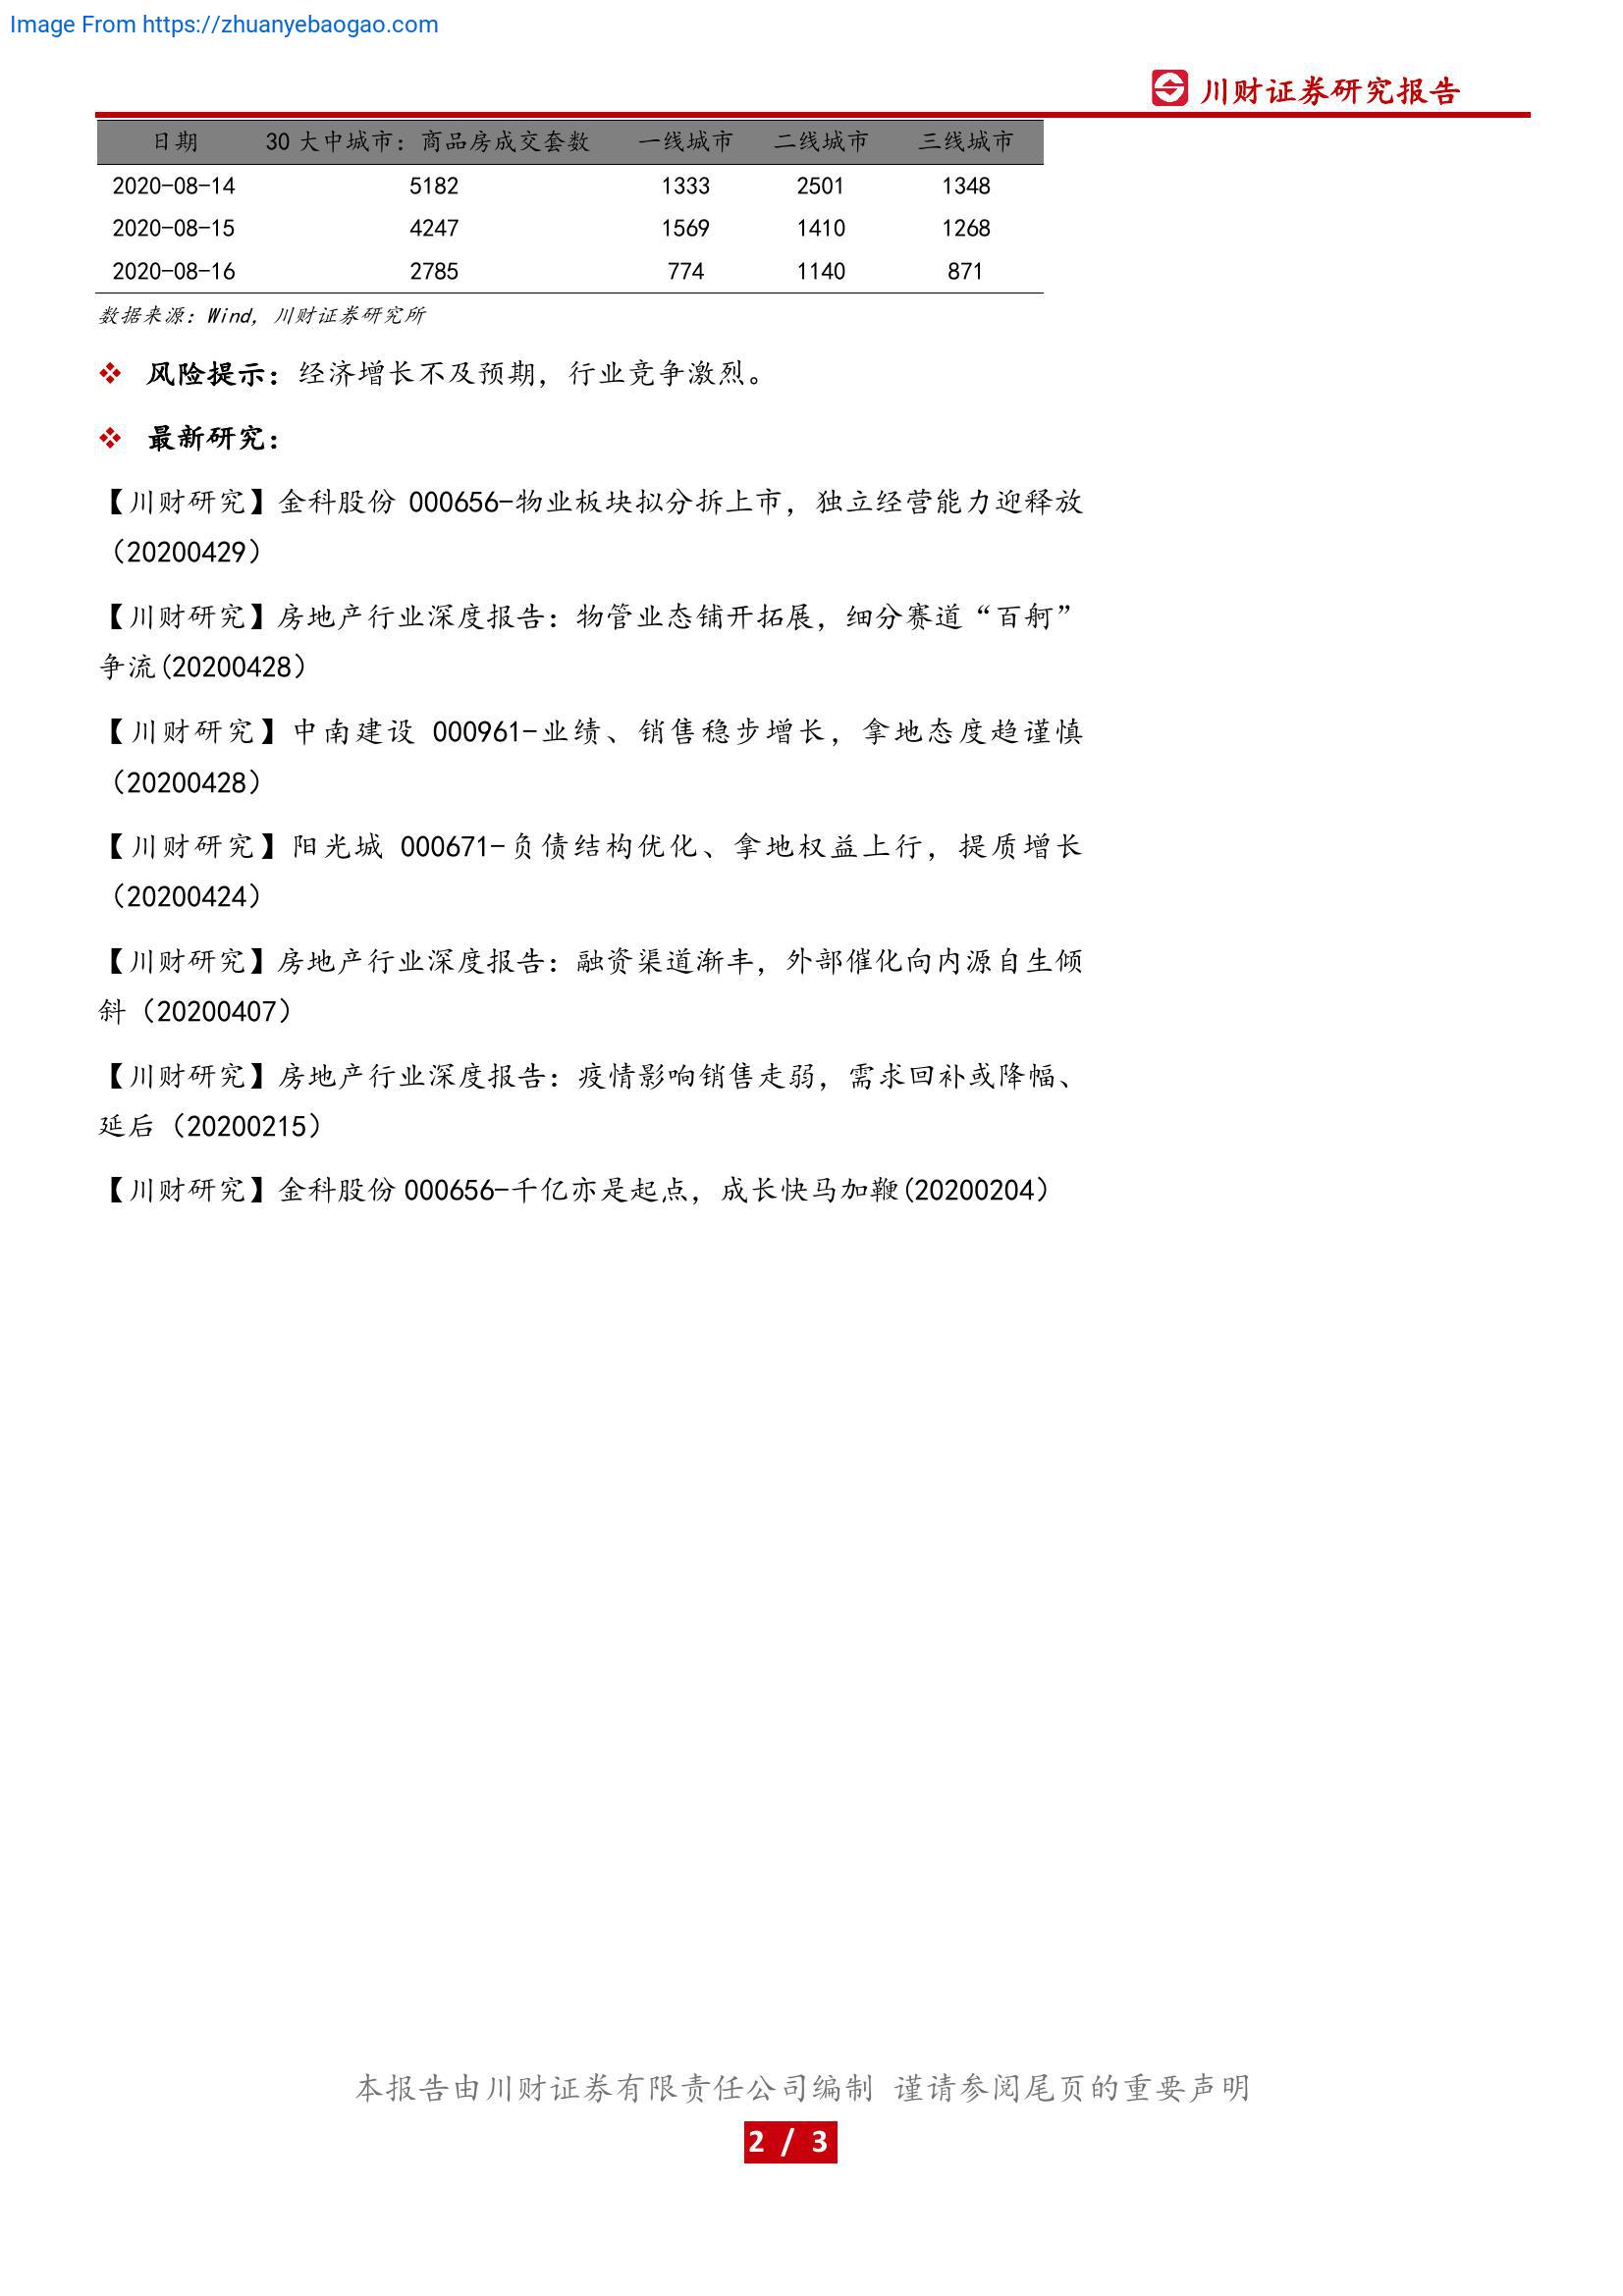 Image From https://zhuanyebaogao.com
川财证券研究报告
日期 30 大中城市：商品房成交套数 一线城市 二线城市 三线城市
2020-08-14 5182 1333 2501 1348
2020-08-15 4247 1569 1410 1268
2020-08-16 2785 774 1140 871
数据来源：Wind，川财证券研究所
❖ 风险提示：经济增长不及预期，行业竞争激烈。
❖ 最新研究：
【川财研究】金科股份 000656-物业板块拟分拆上市，独立经营能力迎释放
（20200429）
【川财研究】房地产行业深度报告：物管业态铺开拓展，细分赛道“百舸”
争流(20200428）
【川财研究】中南建设 000961-业绩、销售稳步增长，拿地态度趋谨慎
（20200428）
【川财研究】阳光城 000671-负债结构优化、拿地权益上行，提质增长
（20200424）
【川财研究】房地产行业深度报告：融资渠道渐丰，外部催化向内源自生倾
斜（20200407）
【川财研究】房地产行业深度报告：疫情影响销售走弱，需求回补或降幅、
延后（20200215）
【川财研究】金科股份 000656-千亿亦是起点，成长快马加鞭(20200204）
本报告由川财证券有限责任公司编制 谨请参阅尾页的重要声明
2 / 3